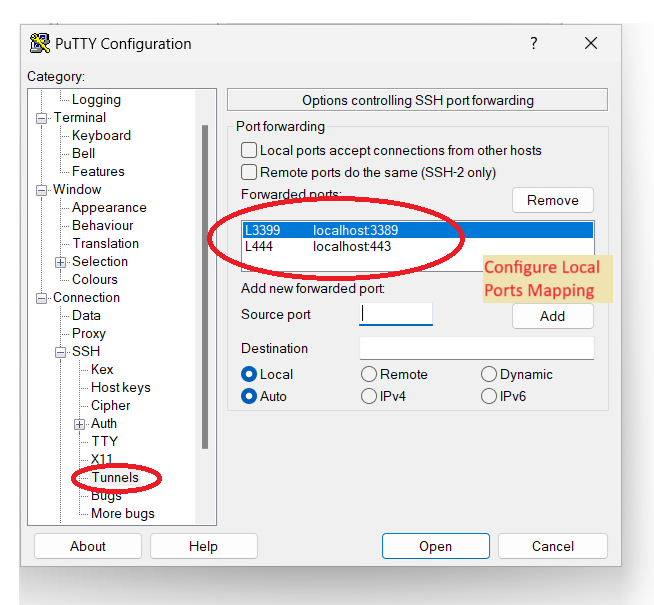 PuTTY Configuration
?
Category:
Logging
Terminal
Keyboard
Bell
Features
Window
Appearance
Behaviour
Translation
Selection
Colours
Connection
Data
Proxy
SSH
Kex
Host keys
Cipher
Auth
TTY
X11
Tunnels
Bugs
More bugs
Options controlling SSH port forwarding
Port forwarding
Local ports accept connections from other hosts
Remote ports do the same (SSH-2 only)
Forwarded ports:
Remove
L3399 localhost:3389
L444 localhost:443
Configure Local
Ports Mapping
Add new forwarded port:
Source port
Add
Destination
Local Remote Dynamic
Auto IPv4 IPv6
About Help Open Cancel